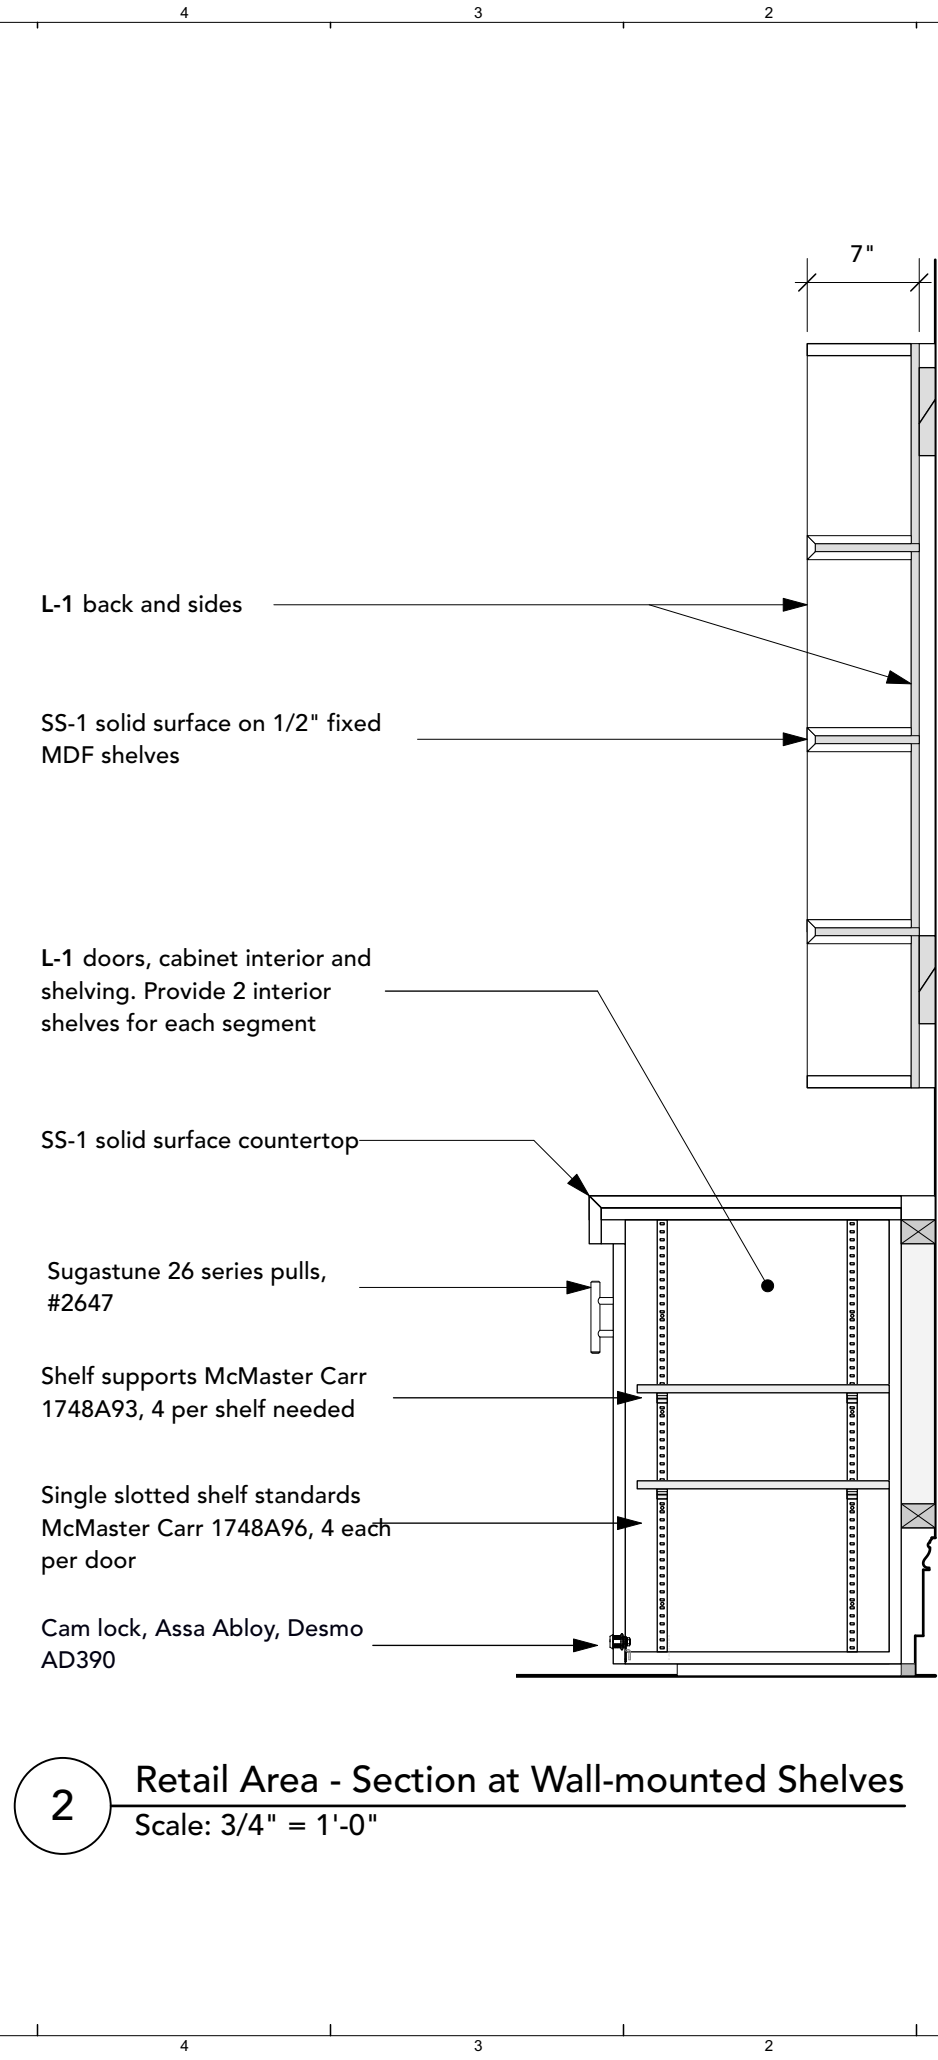 4 3 2
7"
L-1 back and sides
SS-1 solid surface on 1/2" fixed
MDF shelves
L-1 doors, cabinet interior and
shelving. Provide 2 interior
shelves for each segment
SS-1 solid surface countertop
Sugastune 26 series pulls,
#2647
Shelf supports McMaster Carr
1748A93, 4 per shelf needed
Single slotted shelf standards
McMaster Carr 1748A96, 4 each
per door
Cam lock, Assa Abloy, Desmo
AD390
2
Retail Area - Section at Wall-mounted Shelves
Scale: 3/4" = 1'-0"
4 3 2